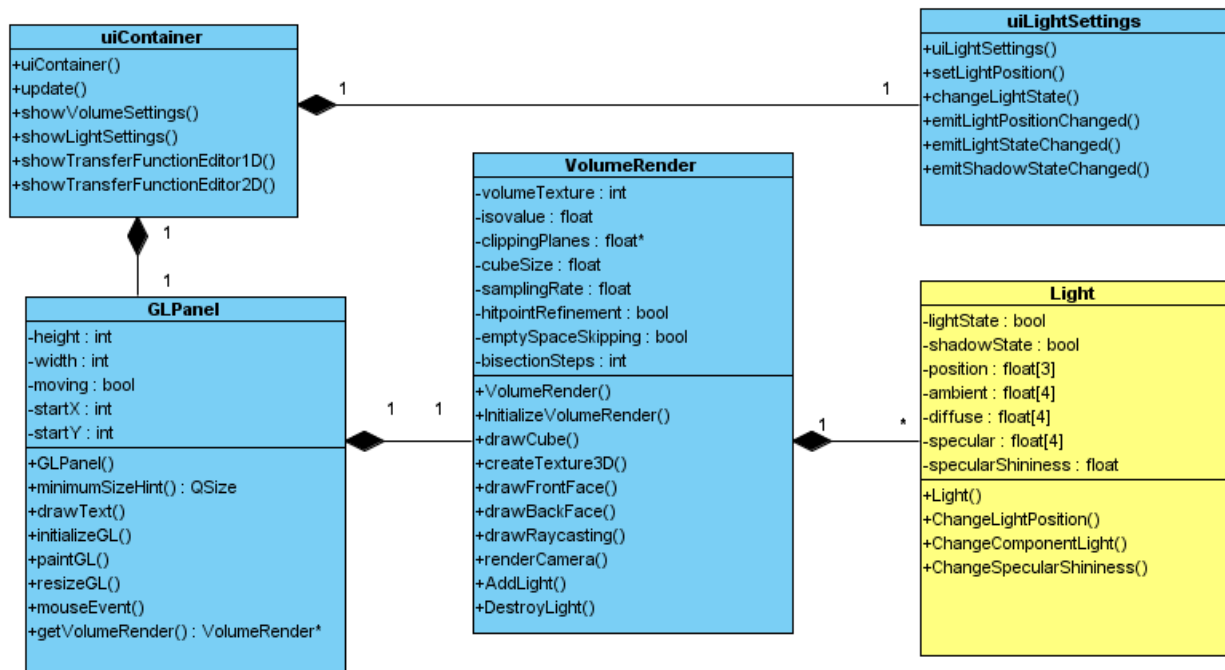 uiContainer
+uiContainer()
+update()
+showVolumeSettings()
+showLightSettings()
+showTransferFunctionEditor1D()
+showTransferFunctionEditor2D()
1
1
uiLightSettings
+uiLightSettings()
+setLightPosition()
+changeLightState()
+emitLightPositionChanged()
+emitLightStateChanged()
+emitShadowStateChanged()
1
1
GLPanel
-height : int
-width : int
-moving : bool
-startX : int
-startY : int
+GLPanel()
+minimumSizeHint() : QSize
+drawText()
+initializeGL()
+paintGL()
+resizeGL()
+mouseEvent()
+getVolumeRender() : VolumeRender*
1
1
VolumeRender
-volumeTexture : int
-isovalue : float
-clippingPlanes : float*
-cubeSize : float
-samplingRate : float
-hitpointRefinement : bool
-emptySpaceSkipping : bool
-bisectionSteps : int
+VolumeRender()
+InitializeVolumeRender()
+drawCube()
+createTexture3D()
+drawFrontFace()
+drawBackFace()
+drawRaycasting()
+renderCamera()
+AddLight()
+DestroyLight()
1
*
Light
-lightState : bool
-shadowState : bool
-position : float[3]
-ambient : float[4]
-diffuse : float[4]
-specular : float[4]
-specularShininess : float
+Light()
+ChangeLightPosition()
+ChangeComponentLight()
+ChangeSpecularShininess()